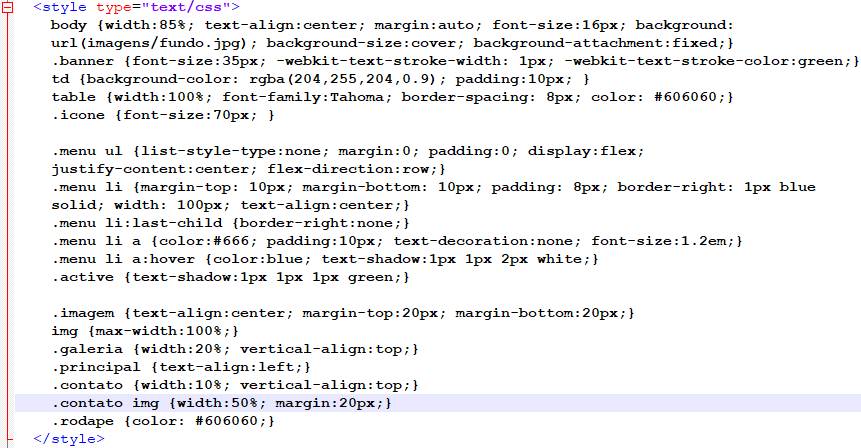 <style type="text/css">
body {width:85%; text-align:center; margin:auto; font-size:16px; background:
url(imagens/fundo.jpg); background-size:cover; background-attachment:fixed;}
.banner {font-size:35px; -webkit-text-stroke-width: 1px; -webkit-text-stroke-color:green;}
td {background-color: rgba(204,255,204,0.9); padding:10px; }
table {width:100%; font-family:Tahoma; border-spacing: 8px; color: #606060;}
.icone {font-size:70px; }

.menu ul {list-style-type:none; margin:0; padding:0; display:flex;
justify-content:center; flex-direction:row;}
.menu li {margin-top: 10px; margin-bottom: 10px; padding: 8px; border-right: 1px blue
solid; width: 100px; text-align:center;}
.menu li:last-child {border-right:none;}
.menu li a {color:#666; padding:10px; text-decoration:none; font-size:1.2em;}
.menu li a:hover {color:blue; text-shadow:1px 1px 2px white;}
.active {text-shadow:1px 1px 1px green;}

.imagem {text-align:center; margin-top:20px; margin-bottom:20px;}
img {max-width:100%;}
.galeria {width:20%; vertical-align:top;}
.principal {text-align:left;}
.contato {width:10%; vertical-align:top;}
.contato img {width:50%; margin:20px;}
.rodape {color: #606060;}
</style>